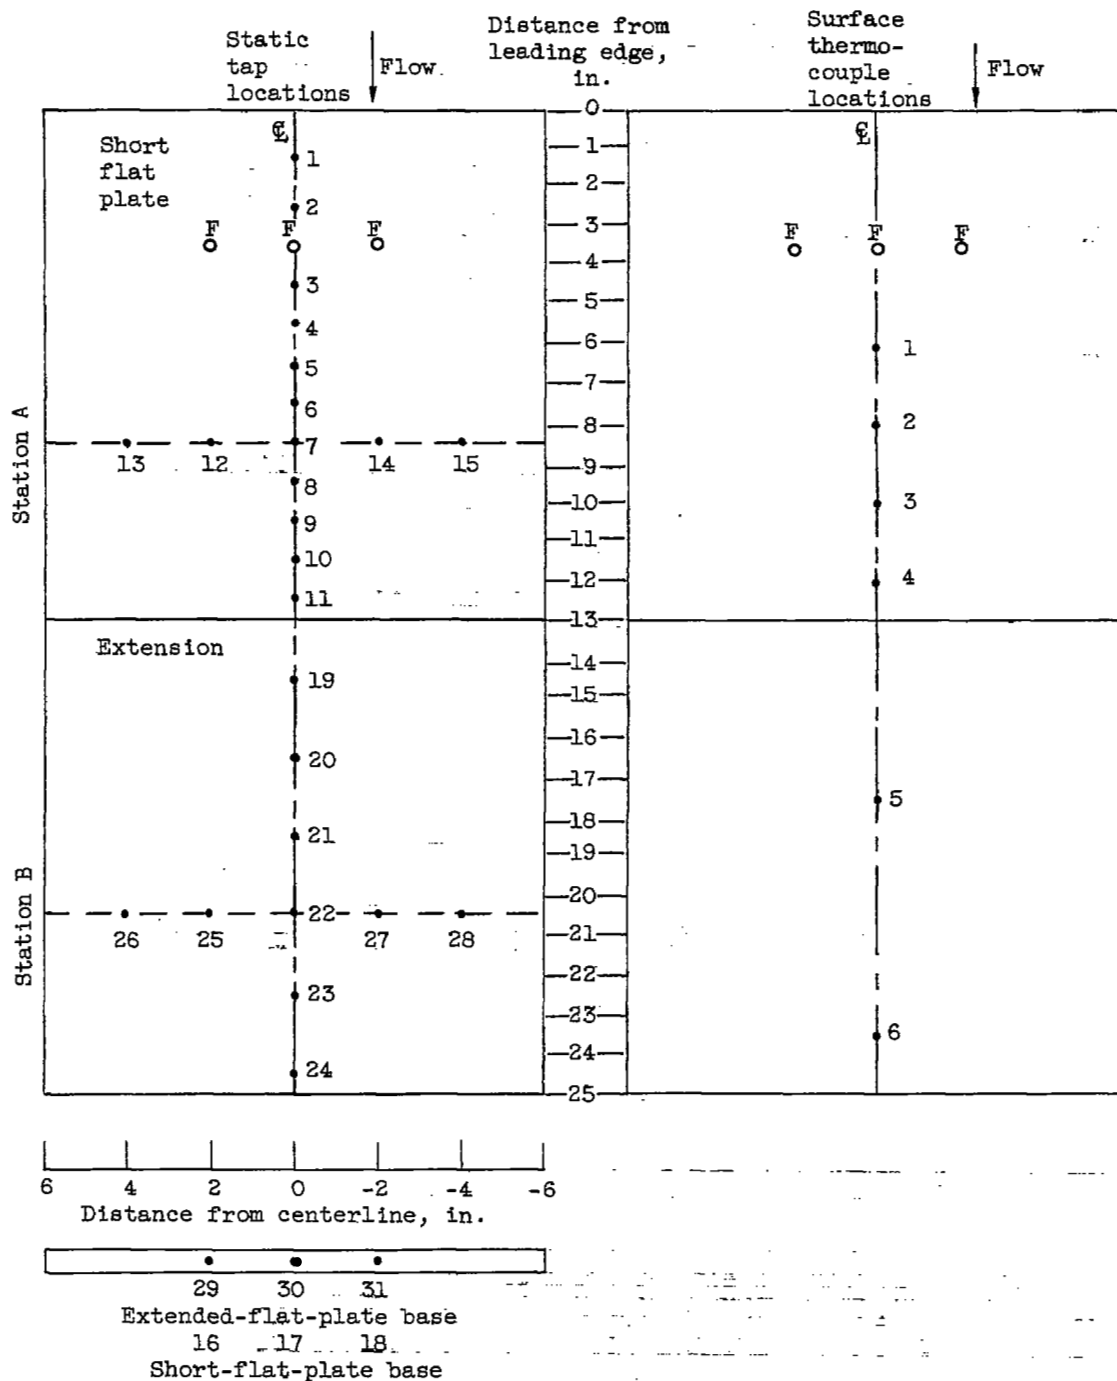 Static
tap
locations
Flow
Distance from
leading edge,
in.
Surface
thermo-
couple
locations
Flow
Short
flat
plate
℄
1
2
F
F
F
3
4
5
6
7
13
12
14
15
8
9
10
11
Station A
Extension
19
20
21
22
26
25
27
28
23
24
Station B
0
1
2
3
4
5
6
7
8
9
10
11
12
13
14
15
16
17
18
19
20
21
22
23
24
25
℄
F
F
F
1
2
3
4
5
6
6 4 2 0 -2 -4 -6
Distance from centerline, in.
29 30 31
Extended-flat-plate base
16 17 18
Short-flat-plate base